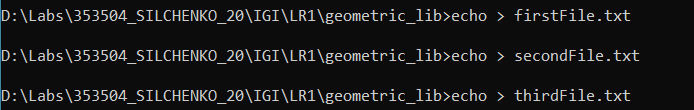 D:\Labs\353504_SILCHENKO_20\IGI\LR1\geometric_lib>echo > firstFile.txt
D:\Labs\353504_SILCHENKO_20\IGI\LR1\geometric_lib>echo > secondFile.txt
D:\Labs\353504_SILCHENKO_20\IGI\LR1\geometric_lib>echo > thirdFile.txt